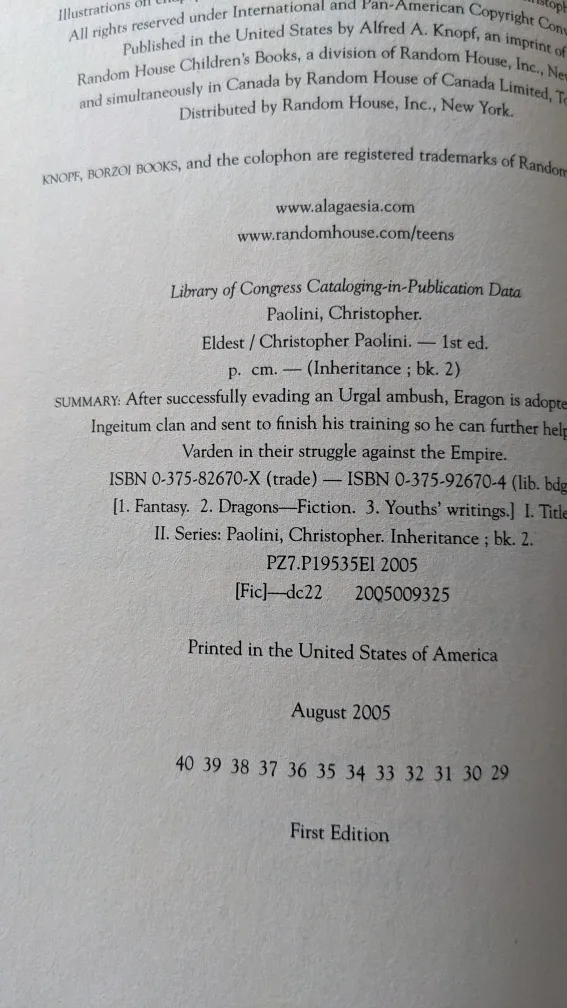 Illustrations on
All rights reserved under International and Pan-American Copyright
Published in the United States by Alfred A. Knopf, an imprint of
Random House Children's Books, a division of Random House, Inc.,
and simultaneously in Canada by Random House of Canada Limited,
Distributed by Random House, Inc., New York.
KNOPF, BORZOI BOOKS, and the colophon are registered trademarks of Random
www.alagaesia.com
www.randomhouse.com/teens
Library of Congress Cataloging-in-Publication Data
Paolini, Christopher.
Eldest / Christopher Paolini. — 1st ed.
p. cm. — (Inheritance ; bk. 2)
SUMMARY: After successfully evading an Urgal ambush, Eragon is adopte
Ingeitum clan and sent to finish his training so he can further help
Varden in their struggle against the Empire.
ISBN 0-375-82670-X (trade) — ISBN 0-375-92670-4 (lib. bdg
[1. Fantasy. 2. Dragons—Fiction. 3. Youths' writings.] I. Title
II. Series: Paolini, Christopher. Inheritance ; bk. 2.
PZ7.P19535El 2005
[Fic]—dc22 2005009325
Printed in the United States of America
August 2005
40 39 38 37 36 35 34 33 32 31 30 29
First Edition